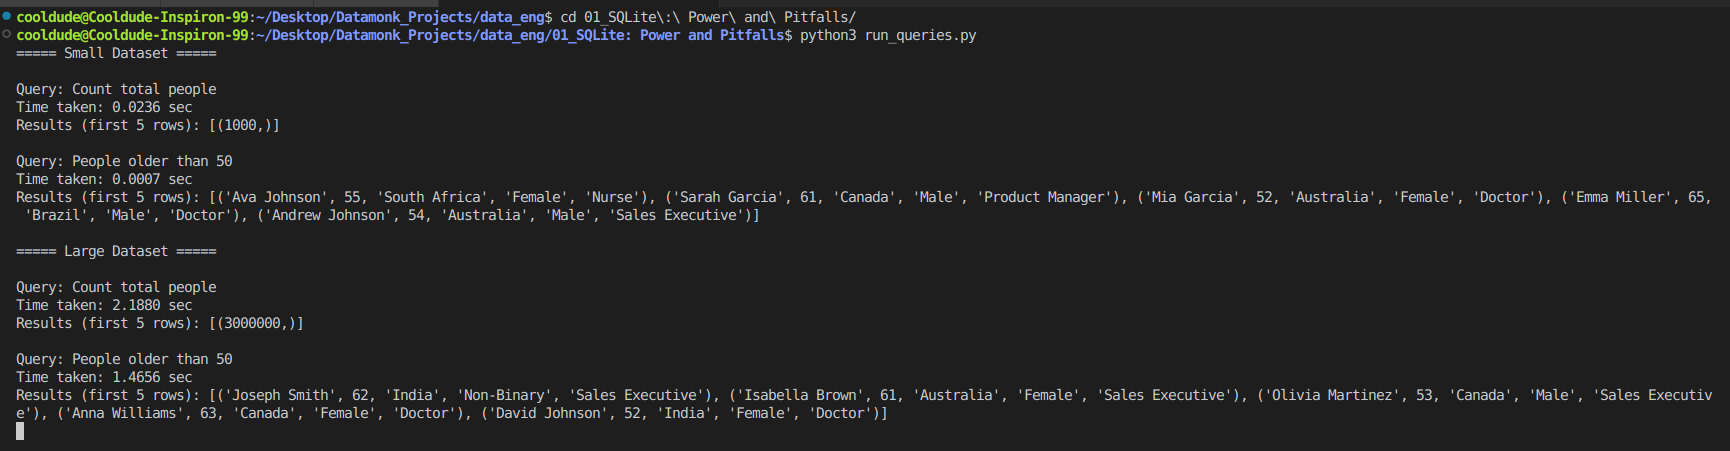 cooldude@Cooldude-Inspiron-99:~/Desktop/Datamonk_Projects/data_eng$ cd 01_SQLite\:\ Power\ and\ Pitfalls/
cooldude@Cooldude-Inspiron-99:~/Desktop/Datamonk_Projects/data_eng/01_SQLite: Power and Pitfalls$ python3 run_queries.py
===== Small Dataset =====
Query: Count total people
Time taken: 0.0236 sec
Results (first 5 rows): [(1000,)]
Query: People older than 50
Time taken: 0.0007 sec
Results (first 5 rows): [('Ava Johnson', 55, 'South Africa', 'Female', 'Nurse'), ('Sarah Garcia', 61, 'Canada', 'Male', 'Product Manager'), ('Mia Garcia', 52, 'Australia', 'Female', 'Doctor'), ('Emma Miller', 65,
'Brazil', 'Male', 'Doctor'), ('Andrew Johnson', 54, 'Australia', 'Male', 'Sales Executive')]
===== Large Dataset =====
Query: Count total people
Time taken: 2.1880 sec
Results (first 5 rows): [(3000000,)]
Query: People older than 50
Time taken: 1.4656 sec
Results (first 5 rows): [('Joseph Smith', 62, 'India', 'Non-Binary', 'Sales Executive'), ('Isabella Brown', 61, 'Australia', 'Female', 'Sales Executive'), ('Olivia Martinez', 53, 'Canada', 'Male', 'Sales Executiv
e'), ('Anna Williams', 63, 'Canada', 'Female', 'Doctor'), ('David Johnson', 52, 'India', 'Female', 'Doctor')]